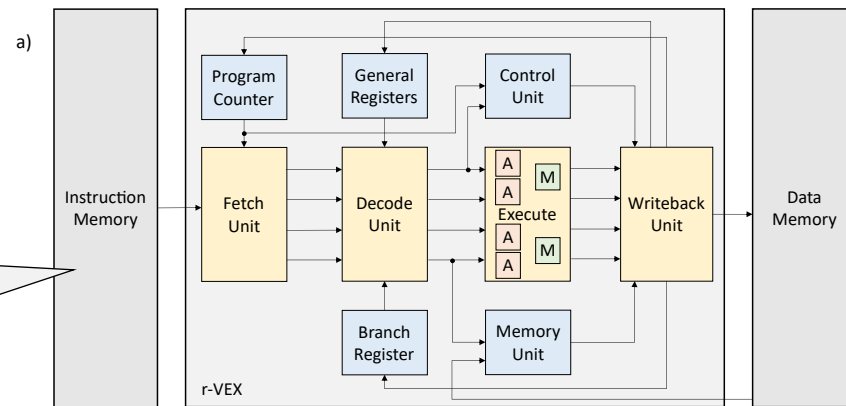 a)
Program
Counter
General
Registers
Control
Unit
Instruction
Memory
Fetch
Unit
Decode
Unit
A
A
M
Execute
A
A
M
Writeback
Unit
Data
Memory
Branch
Register
Memory
Unit
r-VEX